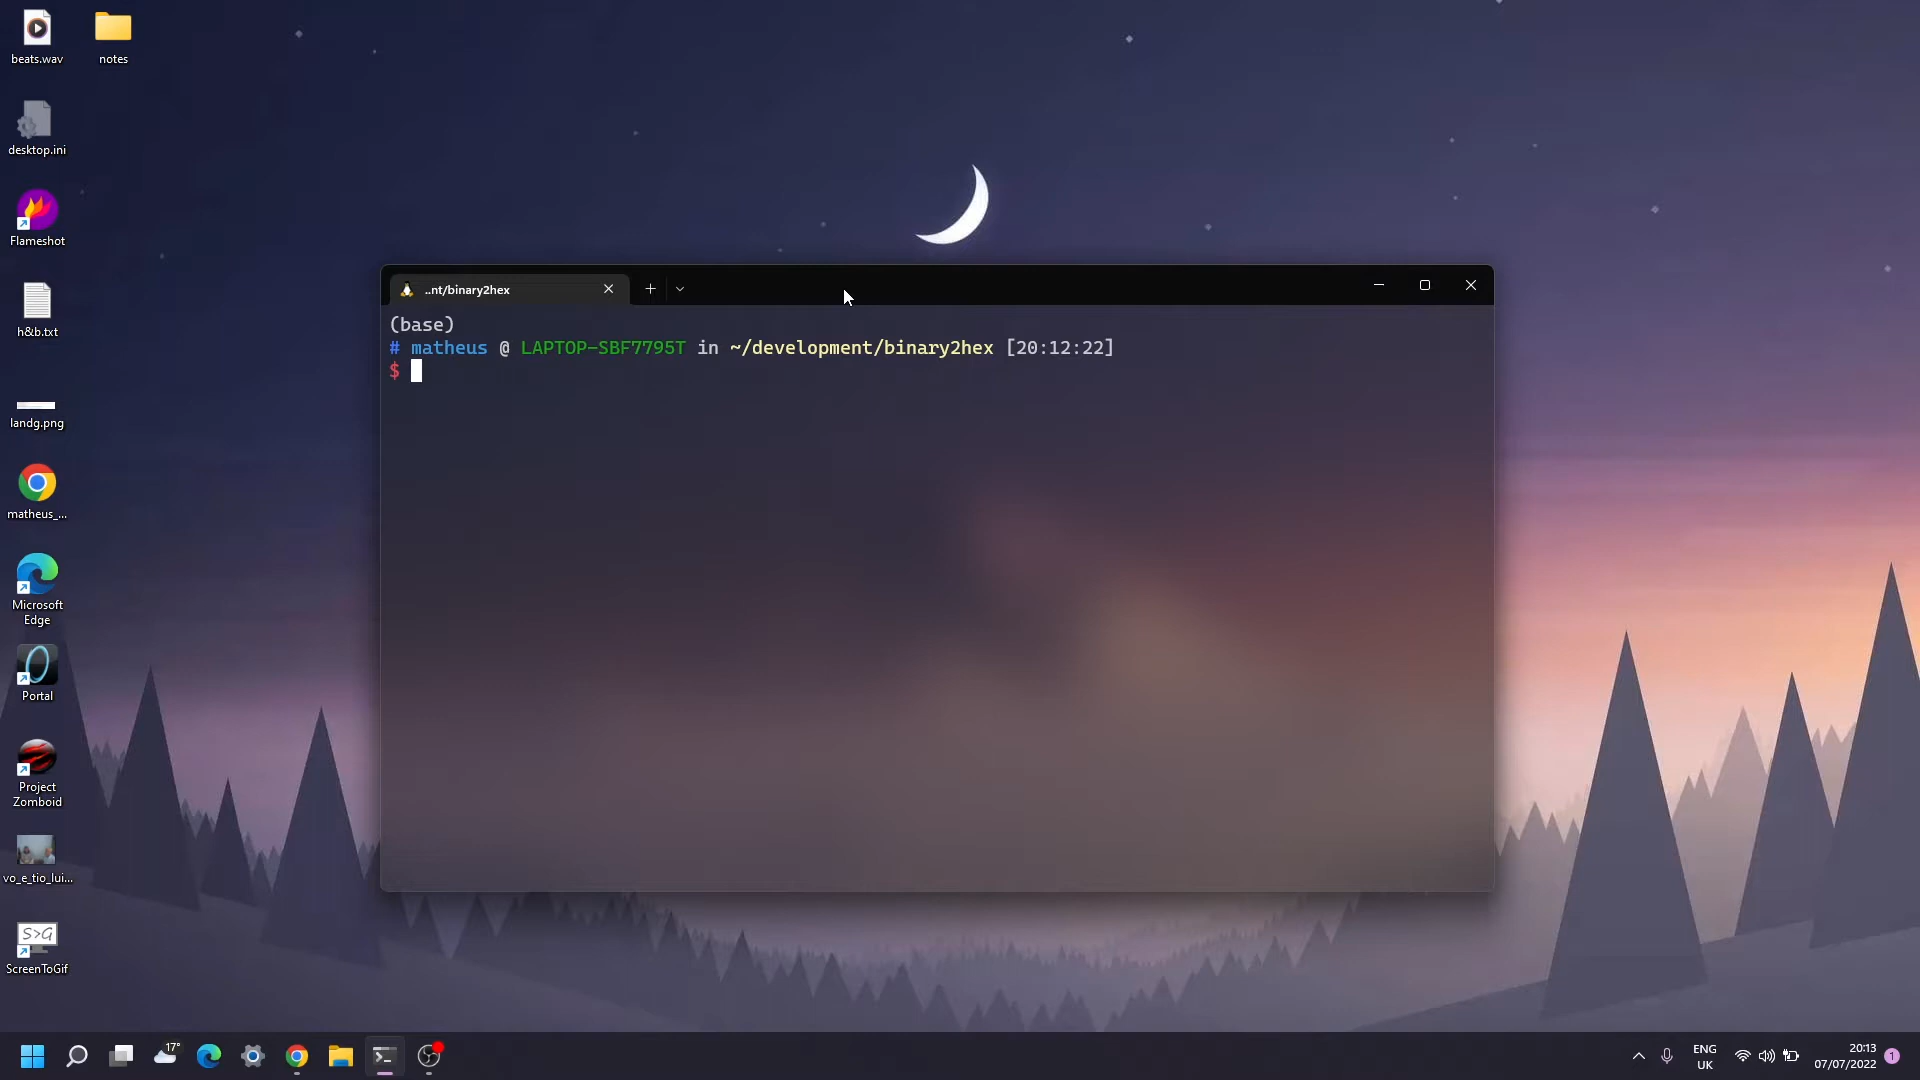 beats.wav
notes
desktop.ini
Flameshot
h&b.txt
landg.png
matheus_...
Microsoft
Edge
Portal
Project
Zomboid
vo_e_tio_lui...
S>G
ScreenToGif
..nt/binary2hex
(base)
# matheus @ LAPTOP-SBF7795T in ~/development/binary2hex [20:12:22]
$
17°
ENG
UK
20:13
07/07/2022
1